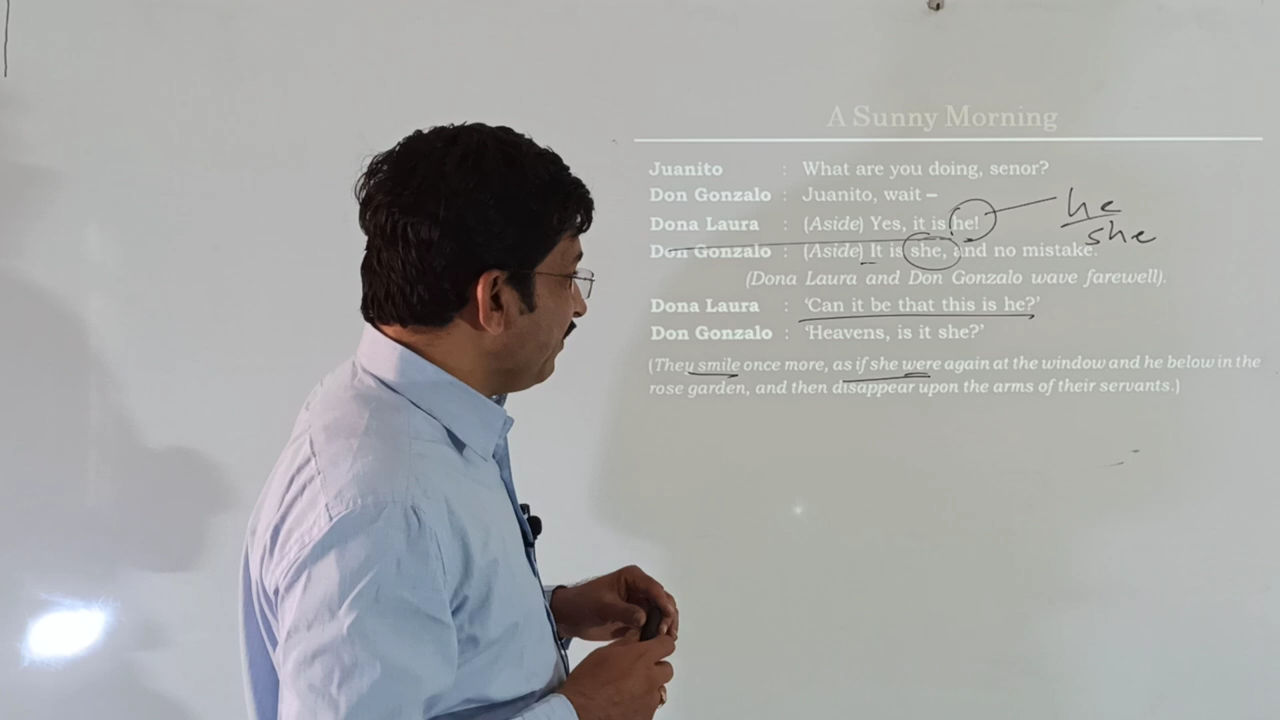 A Sunny Morning
Juanito : What are you doing, senor?
Don Gonzalo : Juanito, wait –
Dona Laura : (Aside) Yes, it is he!
he
she
Don Gonzalo : (Aside) It is she, and no mistake.
(Dona Laura and Don Gonzalo wave farewell).
Dona Laura : ‘Can it be that this is he?’
Don Gonzalo : ‘Heavens, is it she?’
(They smile once more, as if she were again at the window and he below in the
rose garden, and then disappear upon the arms of their servants.)